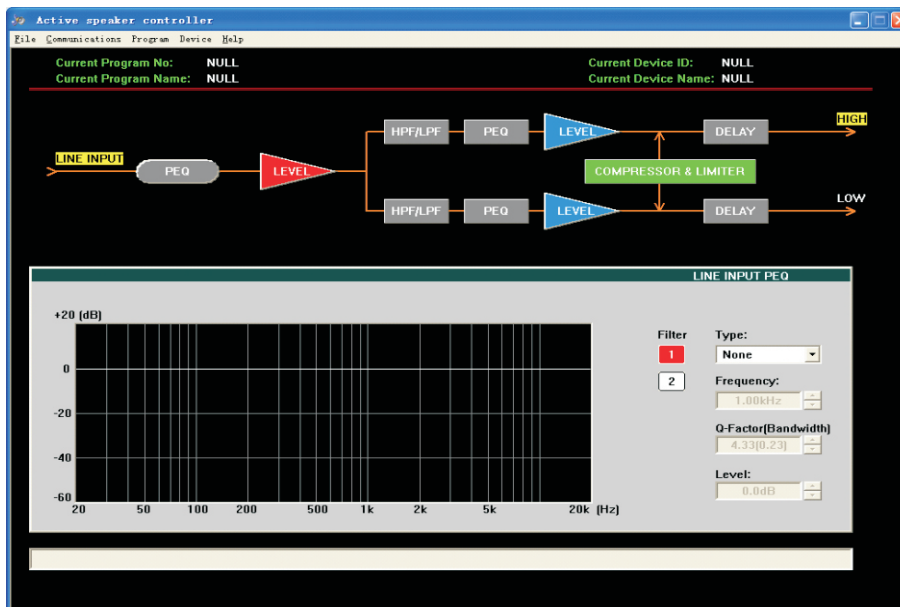 Active speaker controller
File Communications Program Device Help
Current Program No: NULL Current Device ID: NULL
Current Program Name: NULL Current Device Name: NULL
HPF/LPF PEQ LEVEL DELAY HIGH
LINE INPUT PEQ LEVEL COMPRESSOR & LIMITER
HPF/LPF PEQ LEVEL DELAY LOW
LINE INPUT PEQ
+20 (dB)
0
-20
-40
-60
20 50 100 200 500 1k 2k 5k 20k (Hz)
Filter
1
2
Type:
None
Frequency:
1.00kHz
Q-Factor(Bandwidth)
4.33(0.23)
Level:
0.0dB